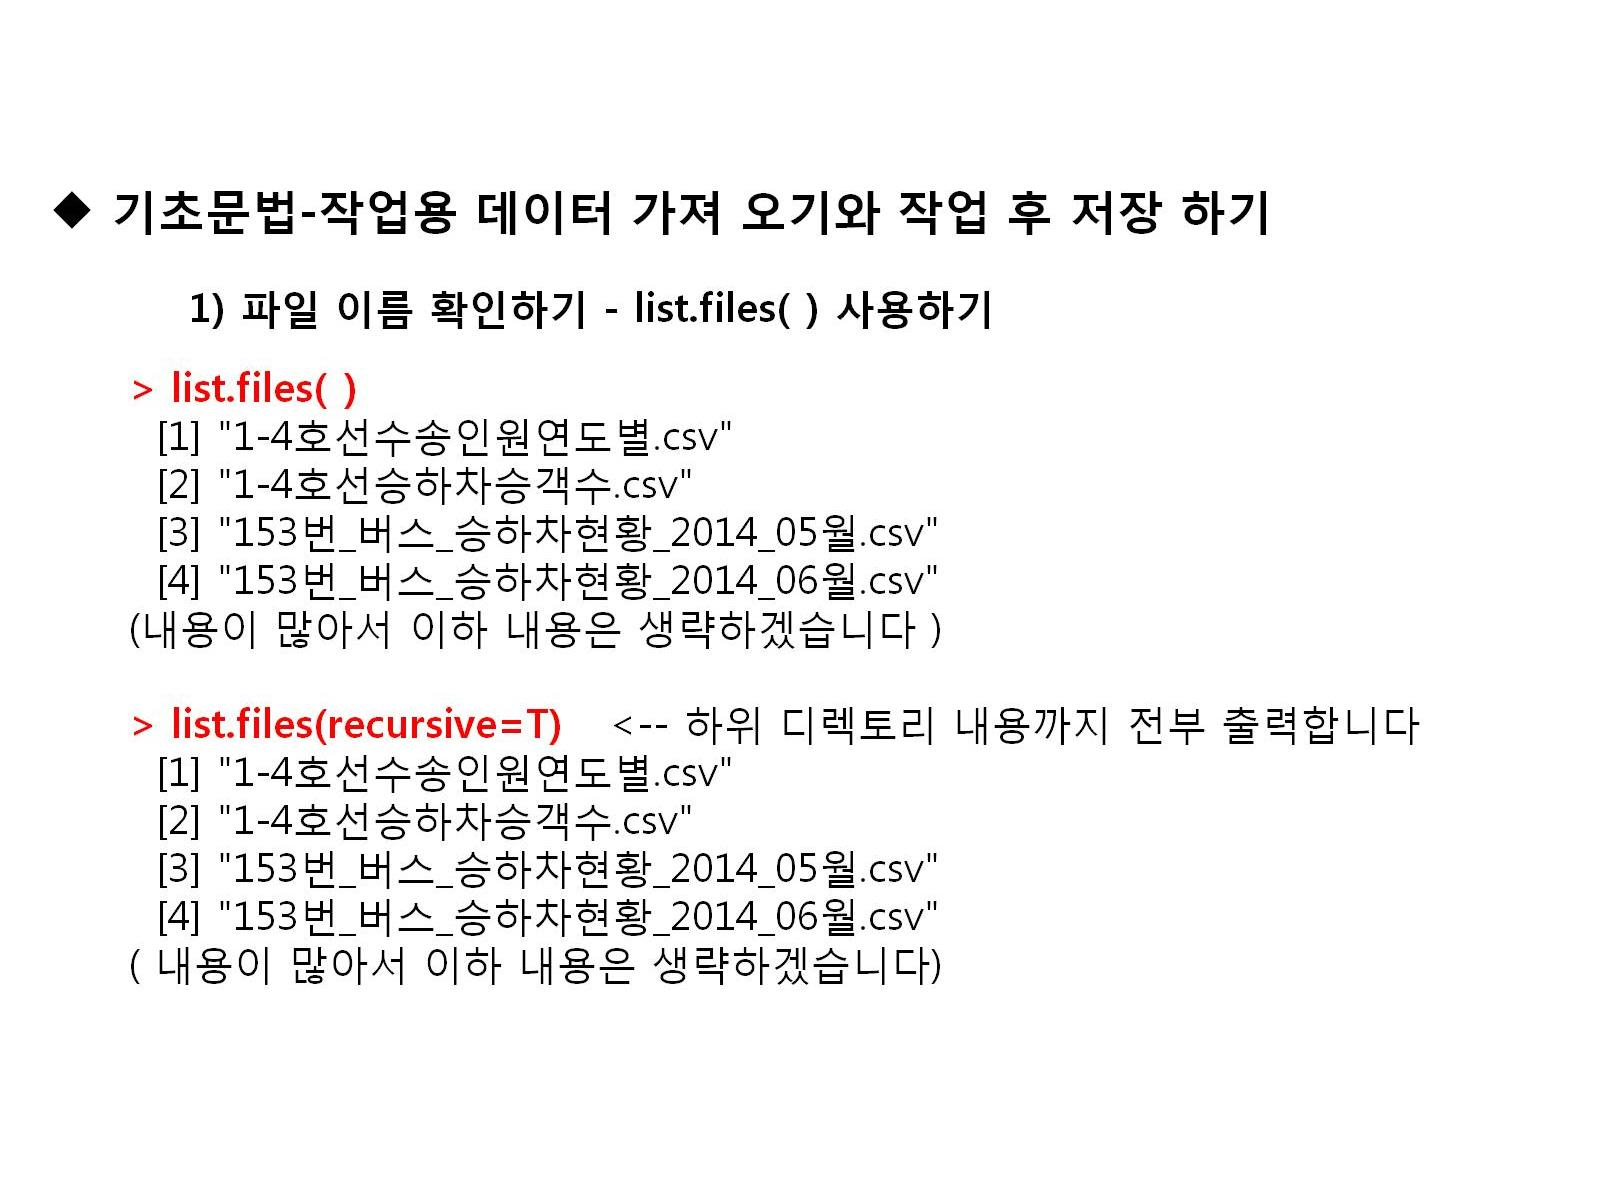 ◆ 기초문법-작업용 데이터 가져 오기와 작업 후 저장 하기
1) 파일 이름 확인하기 - list.files( ) 사용하기
> list.files( )
[1] "1-4호선수송인원연도별.csv"
[2] "1-4호선승하차승객수.csv"
[3] "153번_버스_승하차현황_2014_05월.csv"
[4] "153번_버스_승하차현황_2014_06월.csv"
(내용이 많아서 이하 내용은 생략하겠습니다 )
> list.files(recursive=T) <-- 하위 디렉토리 내용까지 전부 출력합니다
[1] "1-4호선수송인원연도별.csv"
[2] "1-4호선승하차승객수.csv"
[3] "153번_버스_승하차현황_2014_05월.csv"
[4] "153번_버스_승하차현황_2014_06월.csv"
( 내용이 많아서 이하 내용은 생략하겠습니다)